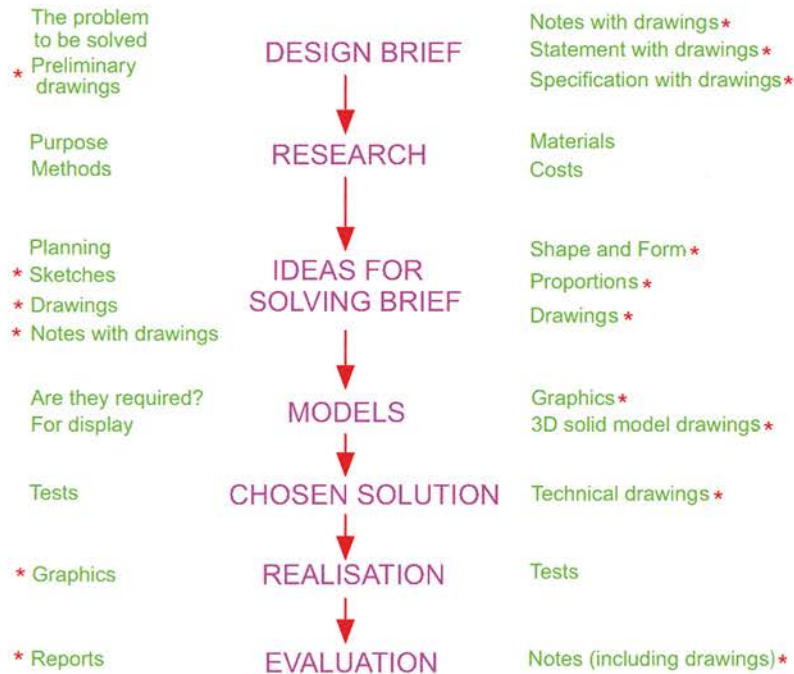 The problem
to be solved
* Preliminary
drawings
DESIGN BRIEF
Notes with drawings *
Statement with drawings *
Specification with drawings *
Purpose
Methods
RESEARCH
Materials
Costs
Planning
* Sketches
* Drawings
* Notes with drawings
IDEAS FOR
SOLVING BRIEF
Shape and Form *
Proportions *
Drawings *
Are they required?
For display
MODELS
Graphics *
3D solid model drawings *
Tests
CHOSEN SOLUTION
Technical drawings *
* Graphics
REALISATION
Tests
* Reports
EVALUATION
Notes (including drawings) *